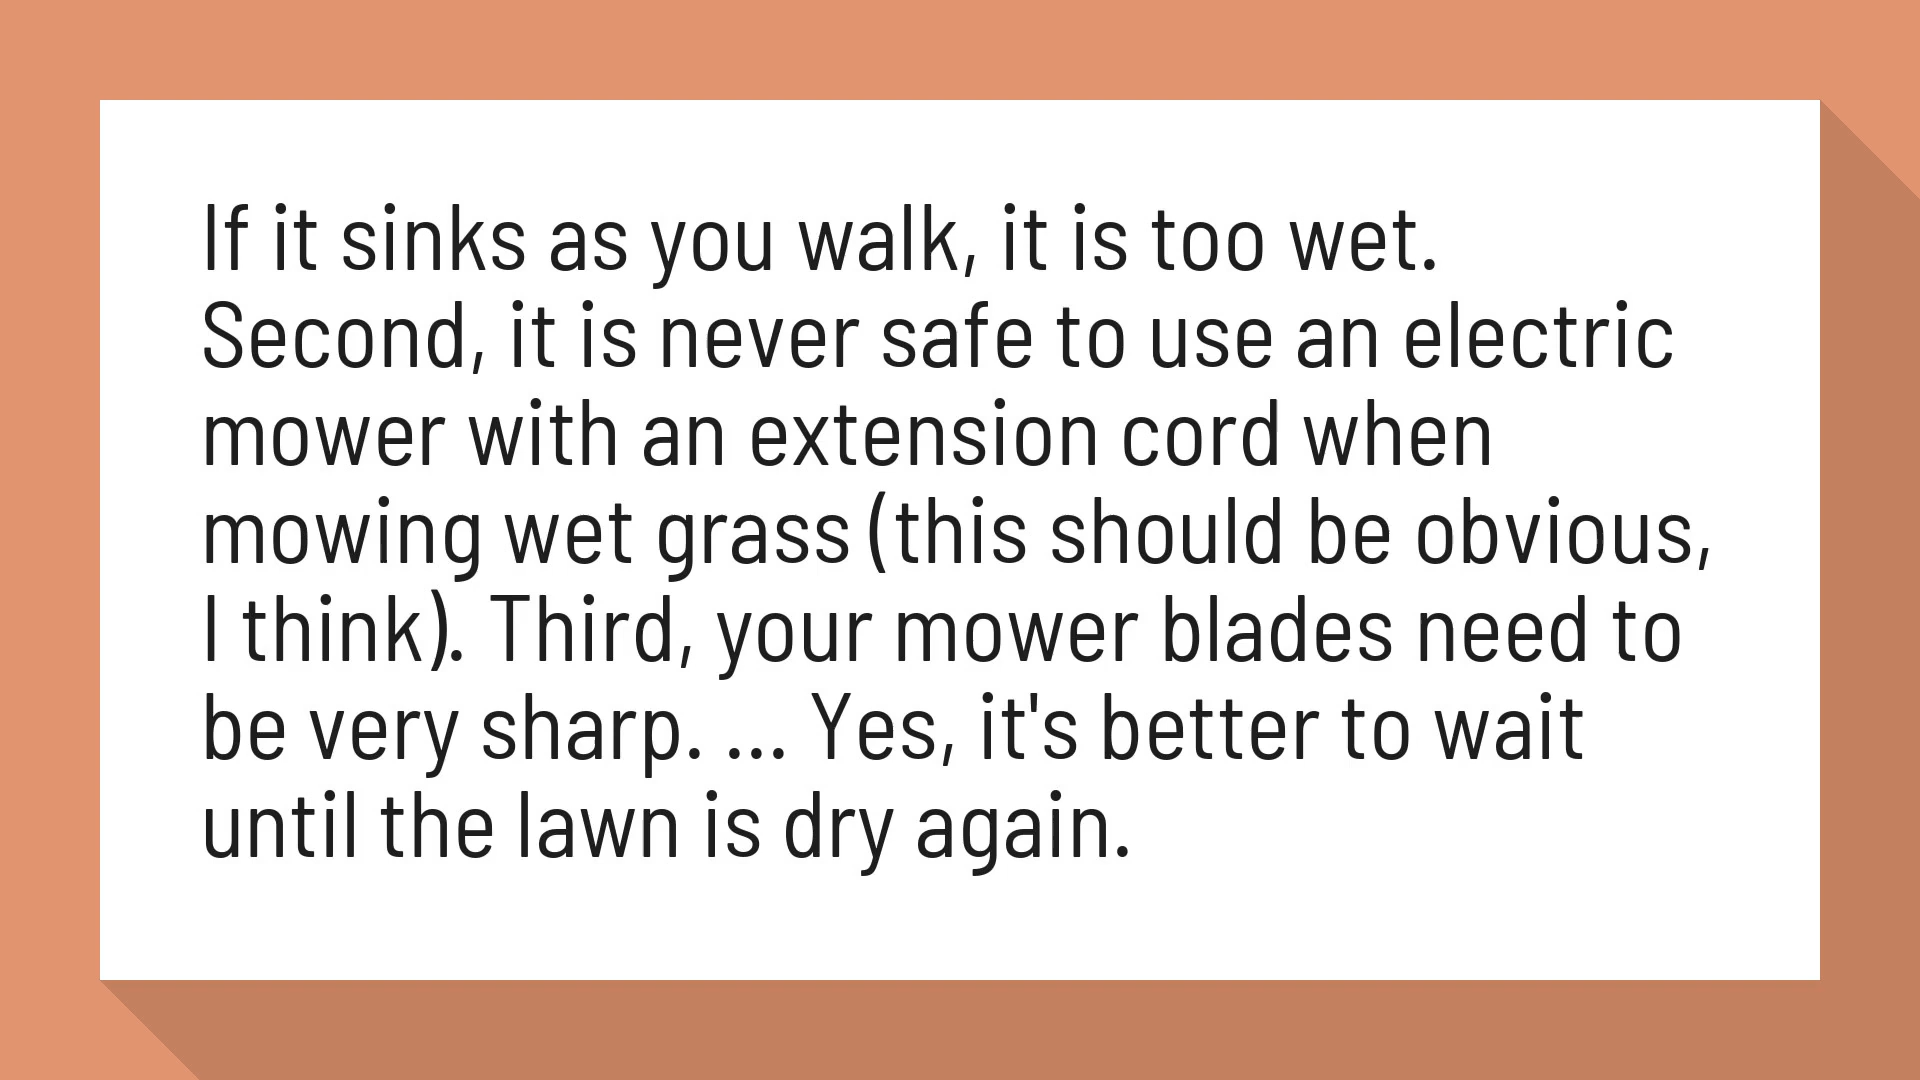 If it sinks as you walk, it is too wet.
Second, it is never safe to use an electric
mower with an extension cord when
mowing wet grass (this should be obvious,
I think). Third, your mower blades need to
be very sharp. ... Yes, it's better to wait
until the lawn is dry again.